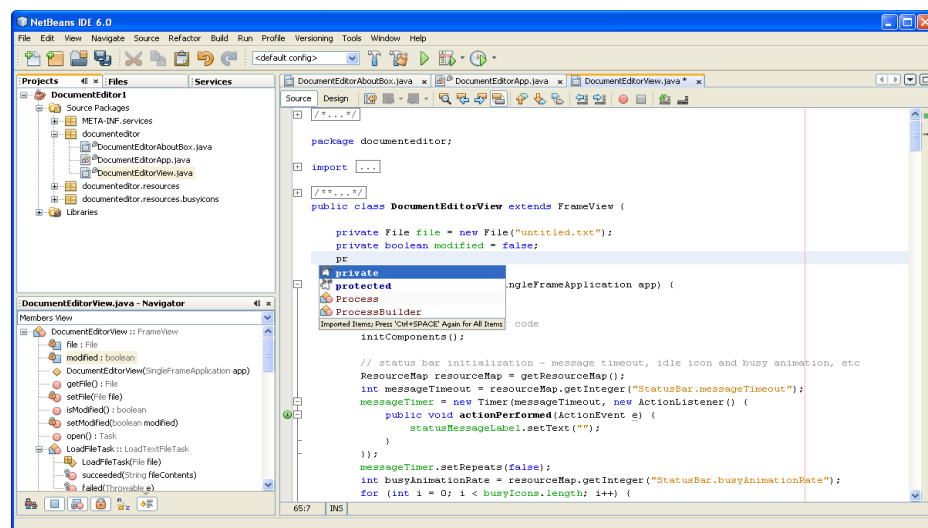 NetBeans IDE 6.0
File Edit View Navigate Source Refactor Build Run Profile Versioning Tools Window Help
<default config>
Projects Files Services
DocumentEditor1
Source Packages
META-INF.services
documenteditor
DocumentEditorAboutBox.java
DocumentEditorApp.java
DocumentEditorView.java
documenteditor.resources
documenteditor.resources.busyicons
Libraries
DocumentEditorView.java - Navigator
Members View
DocumentEditorView :: FrameView
file : File
modified : boolean
DocumentEditorView(SingleFrameApplication app)
getFile() : File
setFile(File file)
isModified() : boolean
setModified(boolean modified)
open() : Task
LoadFileTask :: LoadTextFileTask
LoadFileTask(File file)
succeeded(String fileContents)
failed(Throwable e)
DocumentEditorAboutBox.java x DocumentEditorApp.java x DocumentEditorView.java * x
Source Design
/*...*/
package documenteditor;
import ...
/**...*/
public class DocumentEditorView extends FrameView {
private File file = new File("untitled.txt");
private boolean modified = false;
pr
private
protected
ngleFrameApplication app) {
Process
ProcessBuilder
Imported Items; Press 'Ctrl+SPACE' Again for All Items
code
initComponents();
// status bar initialization - message timeout, idle icon and busy animation, etc
ResourceMap resourceMap = getResourceMap();
int messageTimeout = resourceMap.getInteger("StatusBar.messageTimeout");
messageTimer = new Timer(messageTimeout, new ActionListener() {
public void actionPerformed(ActionEvent e) {
statusMessageLabel.setText("");
}
});
messageTimer.setRepeats(false);
int busyAnimationRate = resourceMap.getInteger("StatusBar.busyAnimationRate");
for (int i = 0; i < busyIcons.length; i++) {
65:7 INS